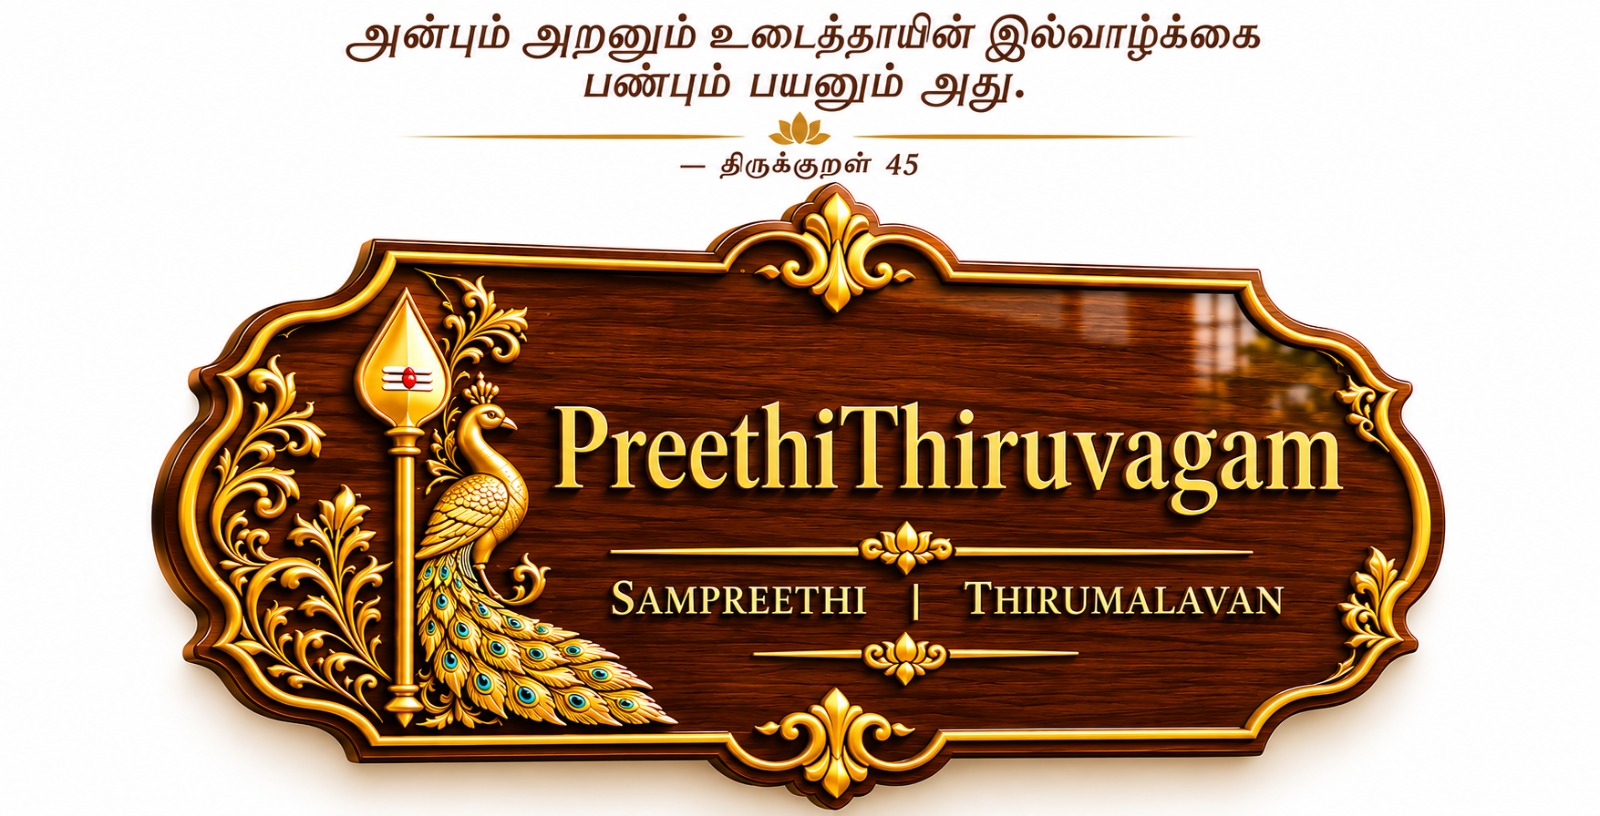 அன்பும் அறனும் உடைத்தாயின் இல்வாழ்க்கை
பண்பும் பயனும் அது.
— திருக்குறள் 45
PreethiThiruvagam
SAMPREETHI | THIRUMALAVAN